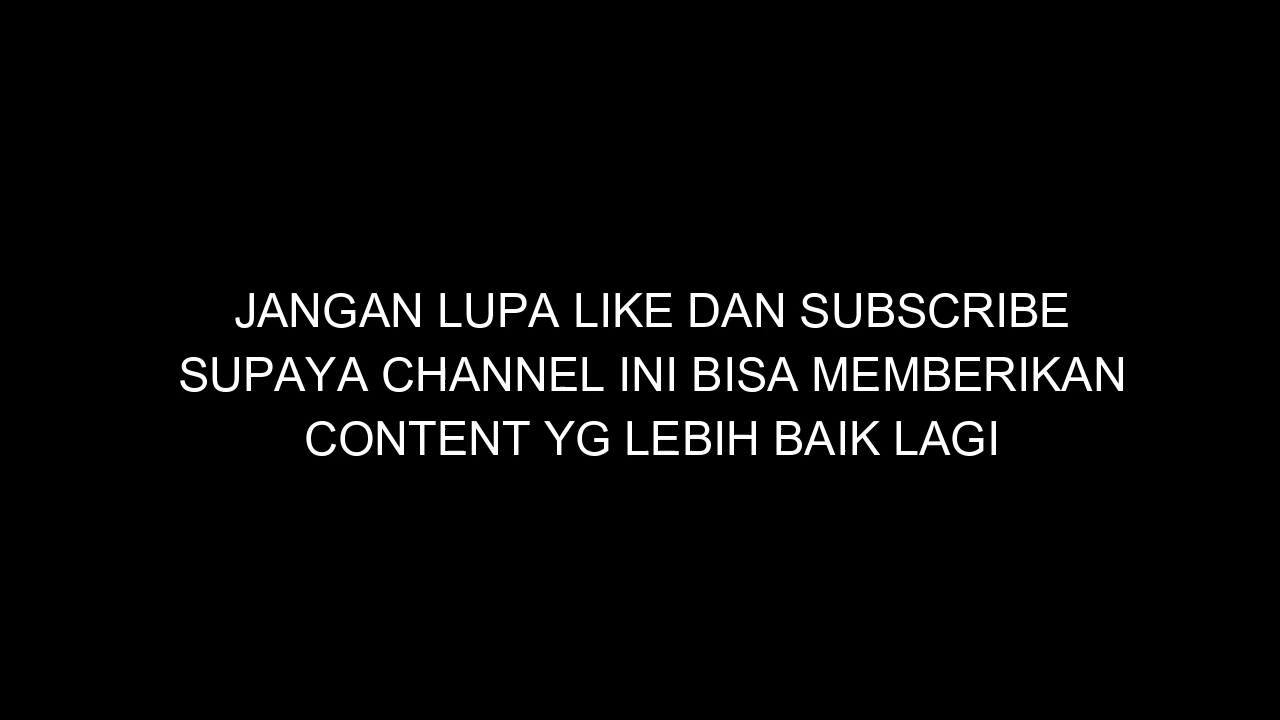 JANGAN LUPA LIKE DAN SUBSCRIBE
SUPAYA CHANNEL INI BISA MEMBERIKAN
CONTENT YG LEBIH BAIK LAGI